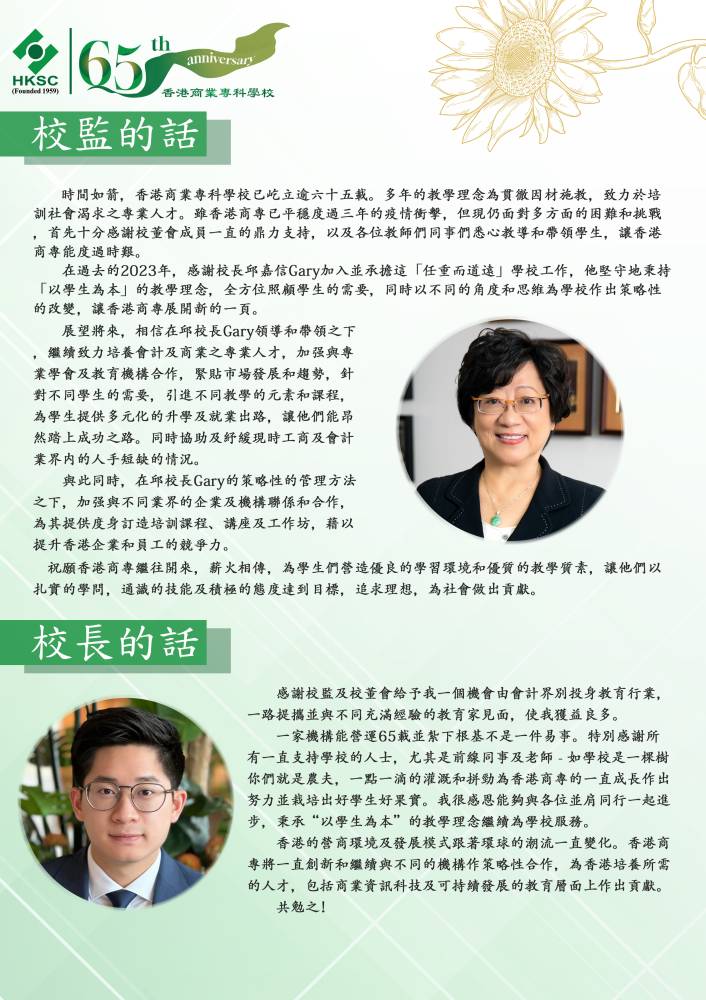 HKSC
(Founded 1959)
65th
anniversary
香港商業專科學校
校監的話
時間如箭，香港商業專科學校已屹立逾六十五載。多年的教學理念為貫徹因材施教，致力於培
訓社會渴求之專業人才。雖香港商專已平穩度過三年的疫情衝擊，但現仍面對多方面的困難和挑戰
，首先十分感謝校董會成員一直的鼎力支持，以及各位教師們同事們悉心教導和帶領學生，讓香港
商專能度過時艱。
在過去的2023年，感謝校長邱嘉信Gary加入並承擔這「任重而道遠」學校工作，他堅守地秉持
「以學生為本」的教學理念，全方位照顧學生的需要，同時以不同的角度和思維為學校作出策略性
的改變，讓香港商專展開新的一頁。
展望將來，相信在邱校長Gary領導和帶領之下
，繼續致力培養會計及商業之專業人才，加强與專
業學會及教育機構合作，緊貼市場發展和趨勢，針
對不同學生的需要，引進不同教學的元素和課程，
為學生提供多元化的升學及就業出路，讓他們能昂
然踏上成功之路。同時協助及紓緩現時工商及會計
業界内的人手短缺的情況。
與此同時，在邱校長Gary的策略性的管理方法
之下，加强與不同業界的企業及機構聯係和合作，
為其提供度身訂造培訓課程、講座及工作坊，藉以
提升香港企業和員工的競爭力。
祝願香港商專繼往開來，薪火相傳，為學生們營造優良的學習環境和優質的教學質素，讓他們以
扎實的學問，通識的技能及積極的態度達到目標，追求理想，為社會做出貢獻。
校長的話
感謝校監及校董會給予我一個機會由會計界別投身教育行業，
一路提攜並與不同充滿經驗的教育家見面，使我獲益良多。
一家機構能營運65載並紮下根基不是一件易事。特別感謝所
有一直支持學校的人士，尤其是前線同事及老師 - 如學校是一棵樹
你們就是農夫，一點一滴的灌溉和拼勁為香港商專的一直成長作出
努力並栽培出好學生好果實。我很感恩能夠與各位並肩同行一起進
步，秉承“以學生為本”的教學理念繼續為學校服務。
香港的營商環境及發展模式跟著環球的潮流一直變化。香港商
專將一直創新和繼續與不同的機構作策略性合作，為香港培養所需
的人才，包括商業資訊科技及可持續發展的教育層面上作出貢獻。
共勉之!